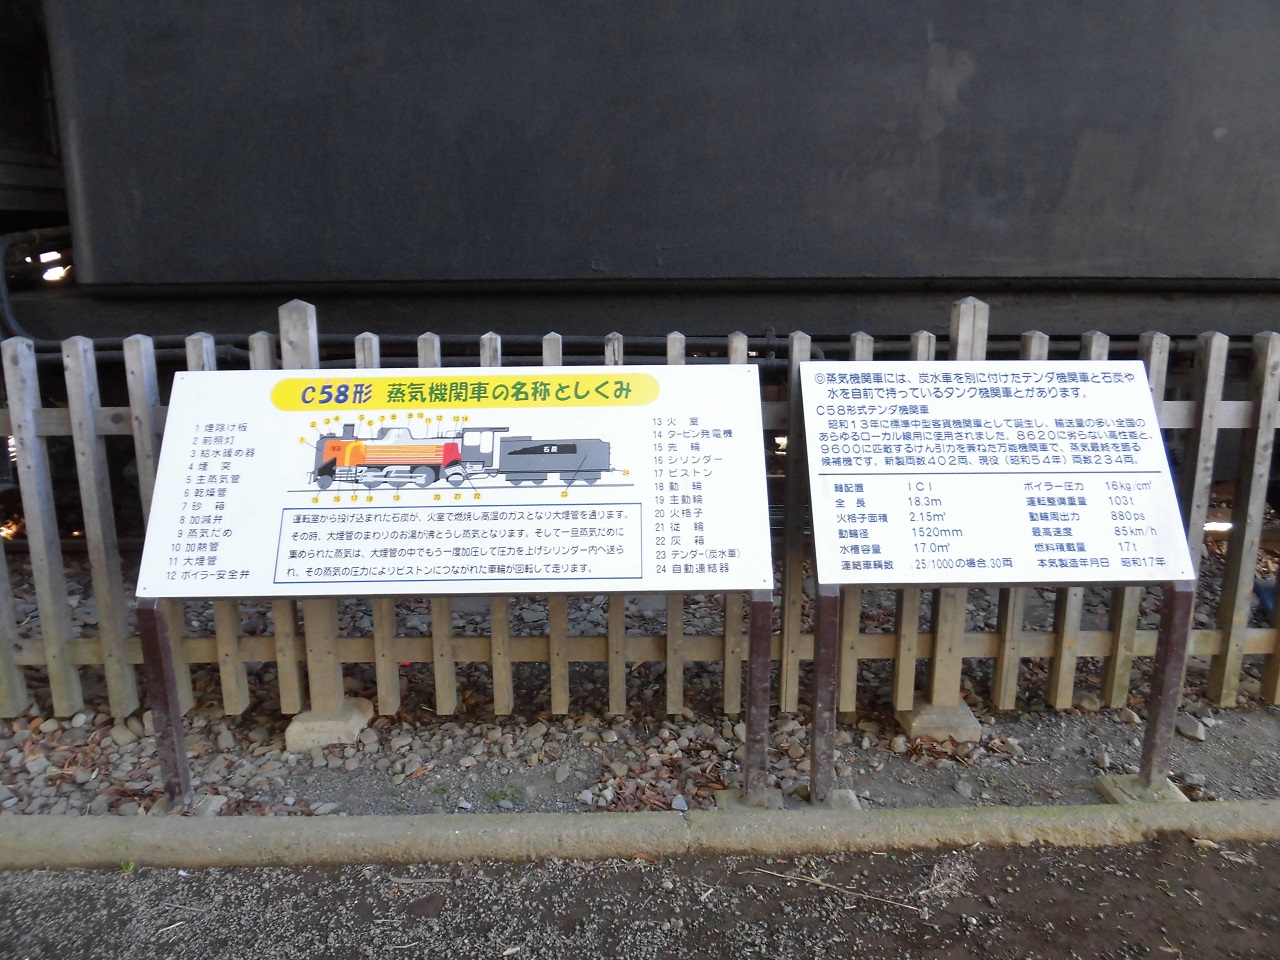 C58形 蒸気機関車の名称としくみ
1 煙除け板
2 前照灯
3 給水暖め器
4 煙突
5 主蒸気管
6 乾燥管
7 砂箱
8 加減弁
9 蒸気だめ
10 加熱管
11 大煙管
12 ボイラー安全弁
石炭
運転室から投げ込まれた石炭が、火室で燃焼し高湿のガスとなり大煙管を通ります。
その時、大煙管のまわりのお湯が沸とうし蒸気となります。そして一旦蒸気だめに
集められた蒸気は、大煙管の中でもう一度加圧して圧力を上げシリンダー内へ送ら
れ、その蒸気の圧力によりピストンにつながれた車輪が回転して走ります。
13 火室
14 タービン発電機
15 先輪
16 シリンダー
17 ピストン
18 動輪
19 主動輪
20 火格子
21 従輪
22 灰箱
23 テンダー(炭水車)
24 自動連結器
◎蒸気機関車には、炭水車を別に付けたテンダ機関車と石炭や
水を自前で持っているタンク機関車とがあります。
C58形式テンダ機関車
昭和13年に標準中型客貨機関車として誕生し、輸送量の多い全国の
あらゆるローカル線用に使用されました。8620に劣らない高性能と、
9600に匹敵するけん引力を兼ねた万能機関車で、蒸気最終を飾る
候補機です。新製両数402両、現役(昭和54年)両数234両。
軸配置 1C1 ボイラー圧力 16kg/cm²
全長 18.3m 運転整備重量 103t
火格子面積 2.15m² 動輪周出力 880ps
動輪径 1520mm 最高速度 85km/h
水槽容量 17.0m³ 燃料積載量 17t
連結車輌数 25/1000の場合.30両 本気製造年月日 昭和17年